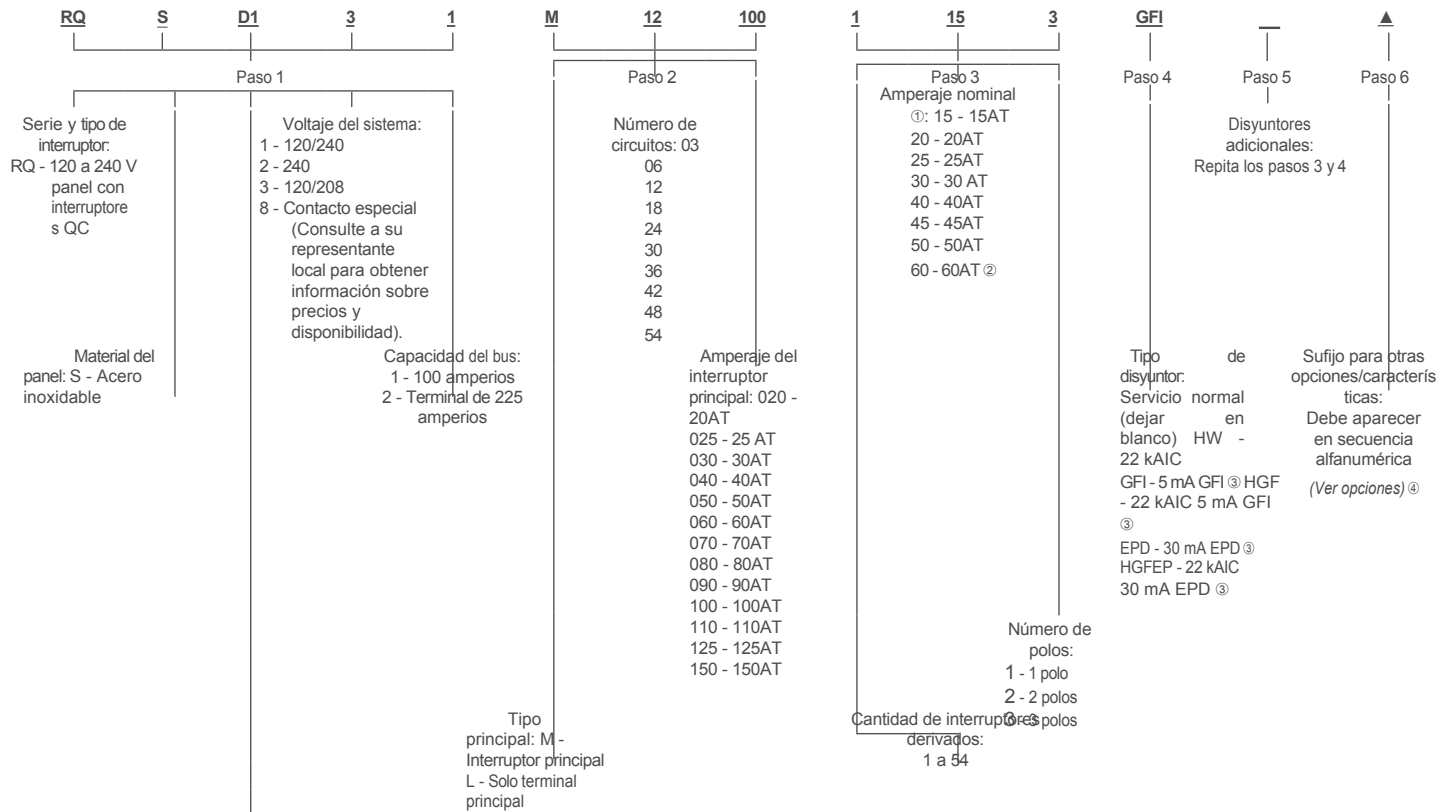 RQ S D1 3 1 M 12 100 1 15 3 GFI __ ▲
Paso 1
Paso 2
Paso 3
Paso 4
Paso 5
Paso 6
Serie y tipo de
interruptor:
RQ - 120 a 240 V
panel con
interruptore
s QC
Material del
panel: S - Acero
inoxidable
Voltaje del sistema:
1 - 120/240
2 - 240
3 - 120/208
8 - Contacto especial
(Consulte a su
representante
local para obtener
información sobre
precios y
disponibilidad).
Capacidad del bus:
1 - 100 amperios
2 - Terminal de 225
amperios
Número de
circuitos: 03
06
12
18
24
30
36
42
48
54
Amperaje del
interruptor
principal: 020 -
20AT
025 - 25 AT
030 - 30AT
040 - 40AT
050 - 50AT
060 - 60AT
070 - 70AT
080 - 80AT
090 - 90AT
100 - 100AT
110 - 110AT
125 - 125AT
150 - 150AT
Tipo
principal: M -
Interruptor principal
L - Solo terminal
principal
Amperaje nominal
①: 15 - 15AT
20 - 20AT
25 - 25AT
30 - 30 AT
40 - 40AT
45 - 45AT
50 - 50AT
60 - 60AT ②
Número de
polos:
1 - 1 polo
2 - 2 polos
3 - 3 polos
Cantidad de interruptores
derivados:
1 a 54
Tipo de
disyuntor:
Servicio normal
(dejar en
blanco) HW -
22 kAIC
GFI - 5 mA GFI ③ HGF
- 22 kAIC 5 mA GFI
③
EPD - 30 mA EPD ③
HGFEP - 22 kAIC
30 mA EPD ③
Disyuntores
adicionales:
Repita los pasos 3 y 4
Sufijo para otras
opciones/caracterís
ticas:
Debe aparecer
en secuencia
alfanumérica
(Ver opciones) ④